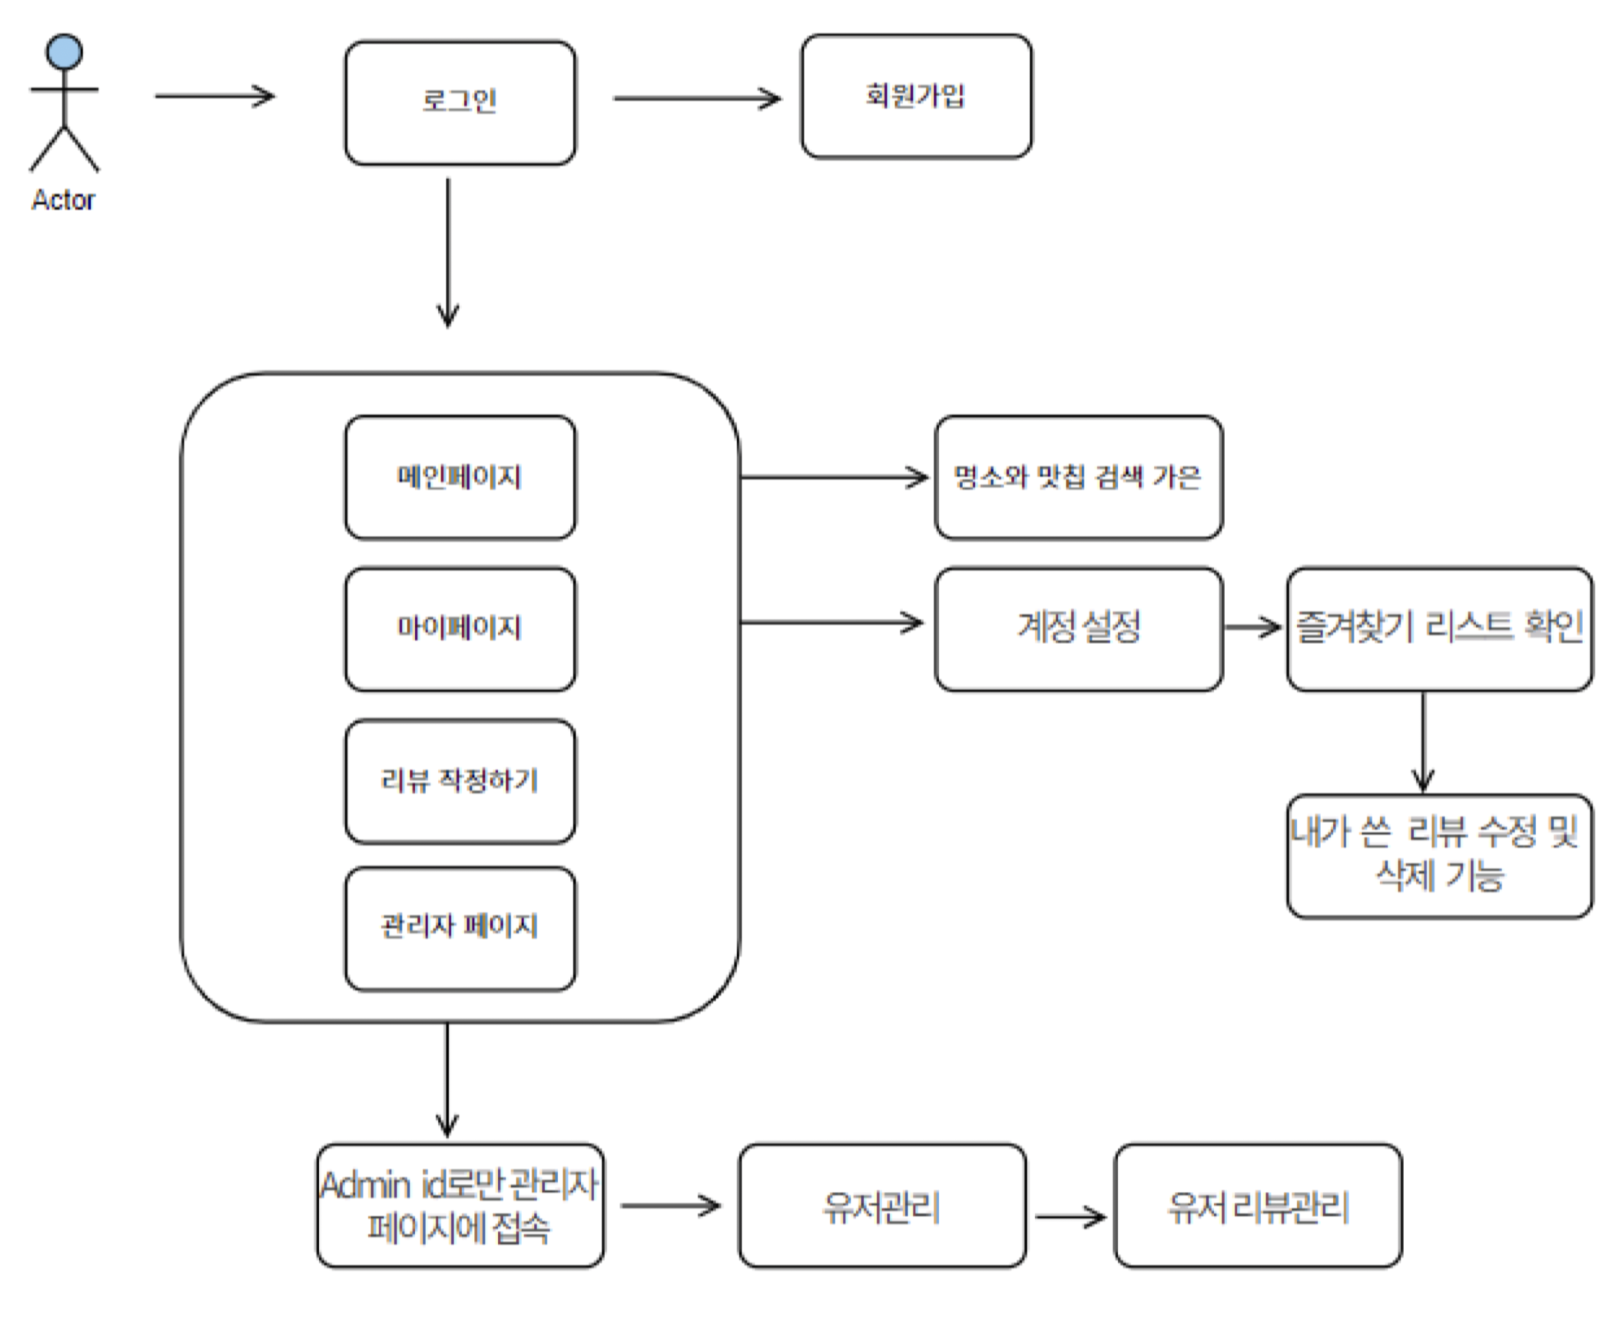 Actor
로그인
회원가입
메인페이지
명소와 맛칩 검색 가은
마이페이지
계정 설정
즐겨찾기 리스트 확인
리뷰 작정하기
내가 쓴 리뷰 수정 및
삭제 기능
관리자 페이지
Admin id로만 관리자
페이지에 접속
유저관리
유저 리뷰관리